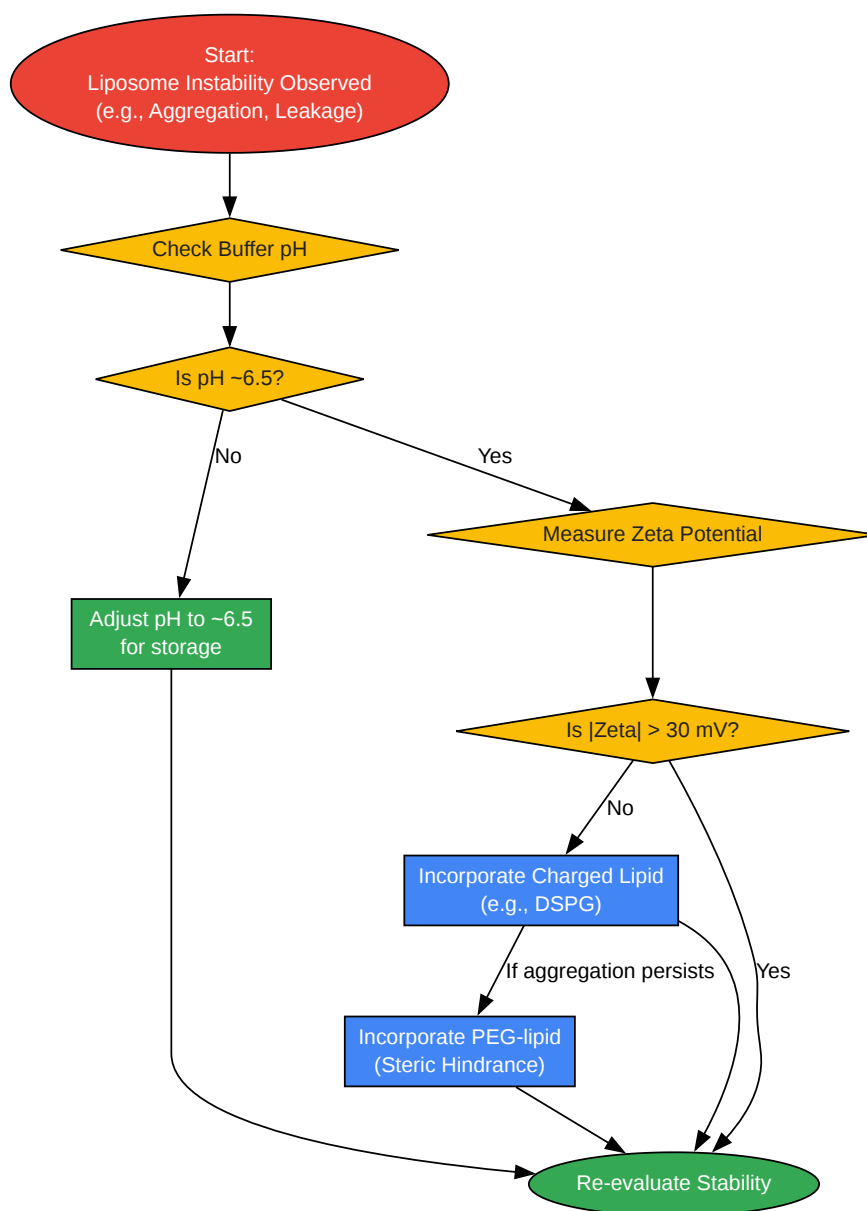 Start:
Liposome Instability Observed
(e.g., Aggregation, Leakage)
Check Buffer pH
Is pH ~6.5?
No
Yes
Measure Zeta Potential
Adjust pH to ~6.5
for storage
Is |Zeta| > 30 mV?
No
Incorporate Charged Lipid
(e.g., DSPG)
If aggregation persists
Yes
Incorporate PEG-lipid
(Steric Hindrance)
Re-evaluate Stability